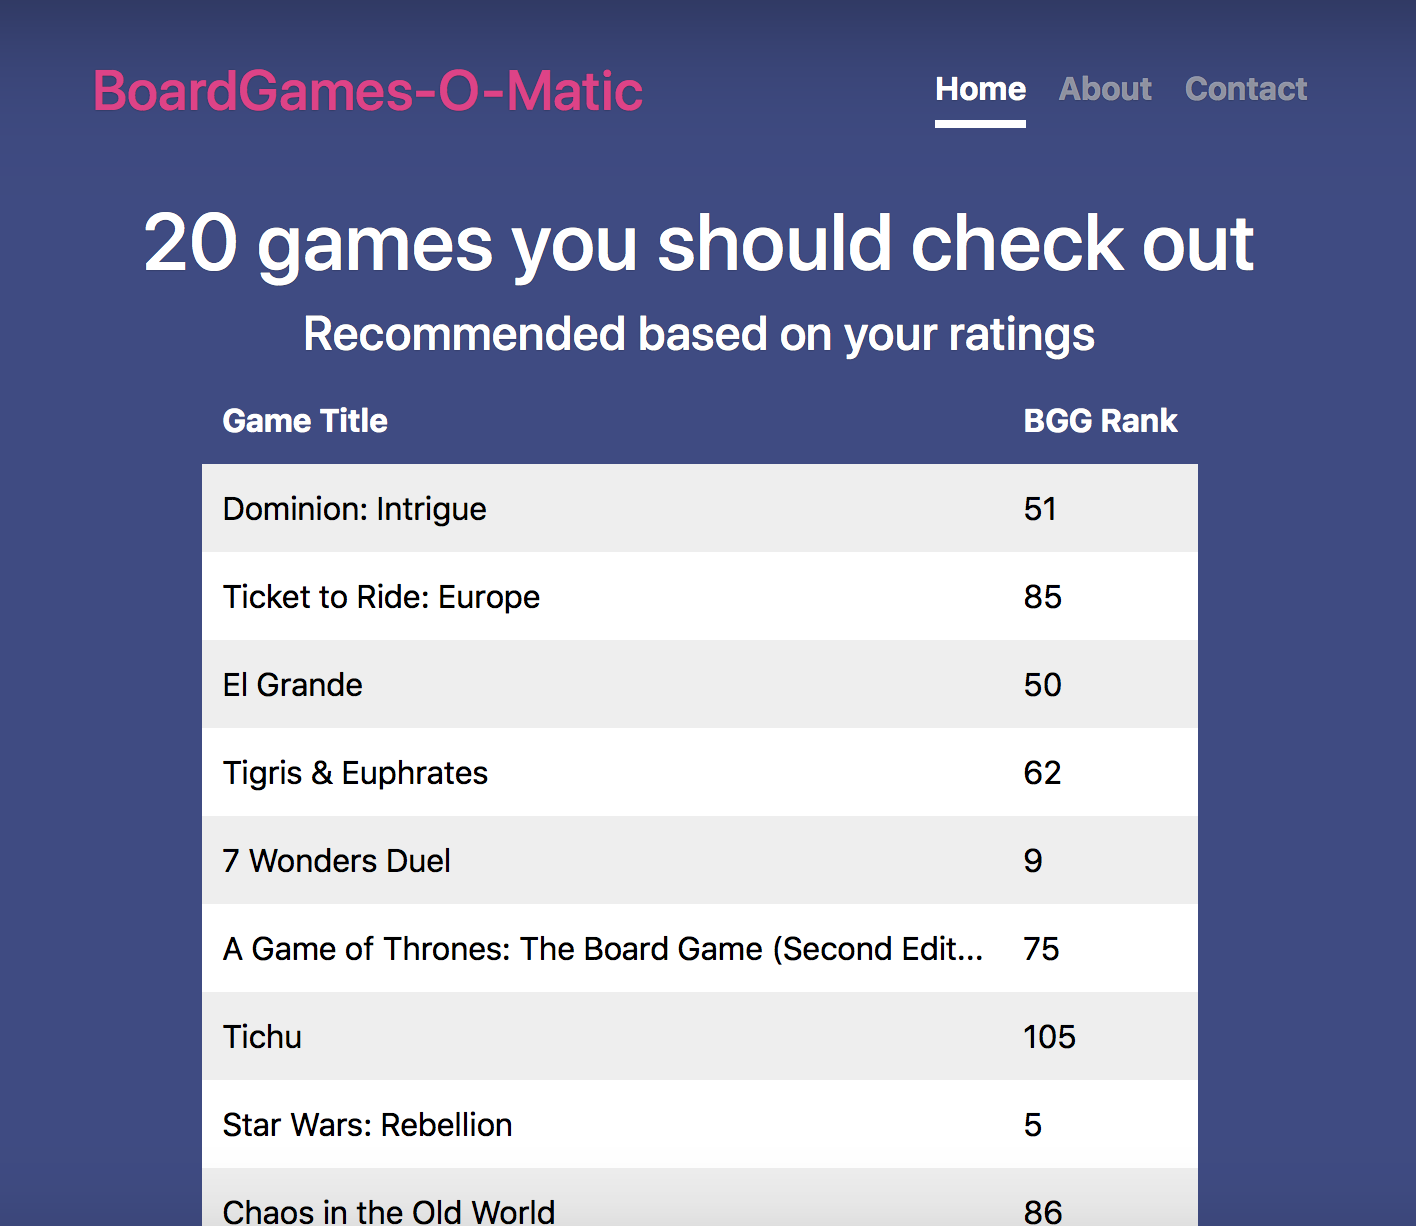 BoardGames-O-Matic
Home About Contact
20 games you should check out
Recommended based on your ratings
Game Title BGG Rank
Dominion: Intrigue 51
Ticket to Ride: Europe 85
El Grande 50
Tigris & Euphrates 62
7 Wonders Duel 9
A Game of Thrones: The Board Game (Second Edit... 75
Tichu 105
Star Wars: Rebellion 5
Chaos in the Old World 86